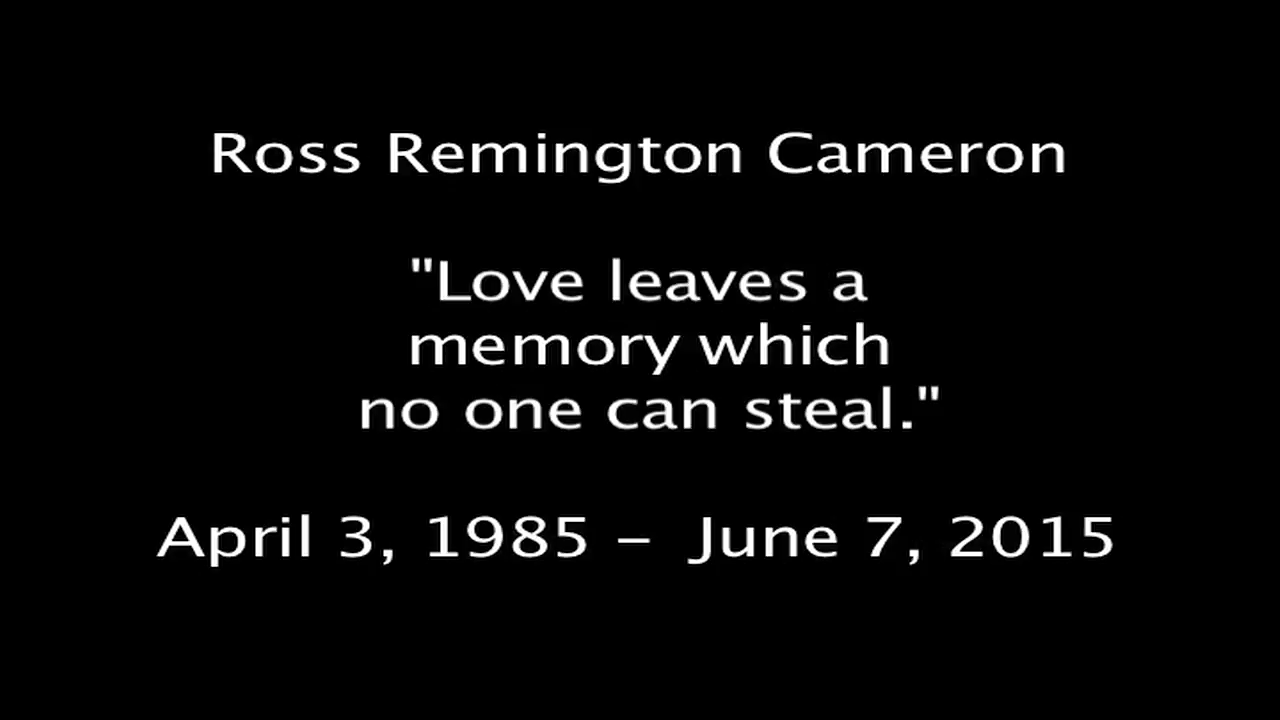 Ross Remington Cameron
"Love leaves a
memory which
no one can steal."
April 3, 1985 – June 7, 2015